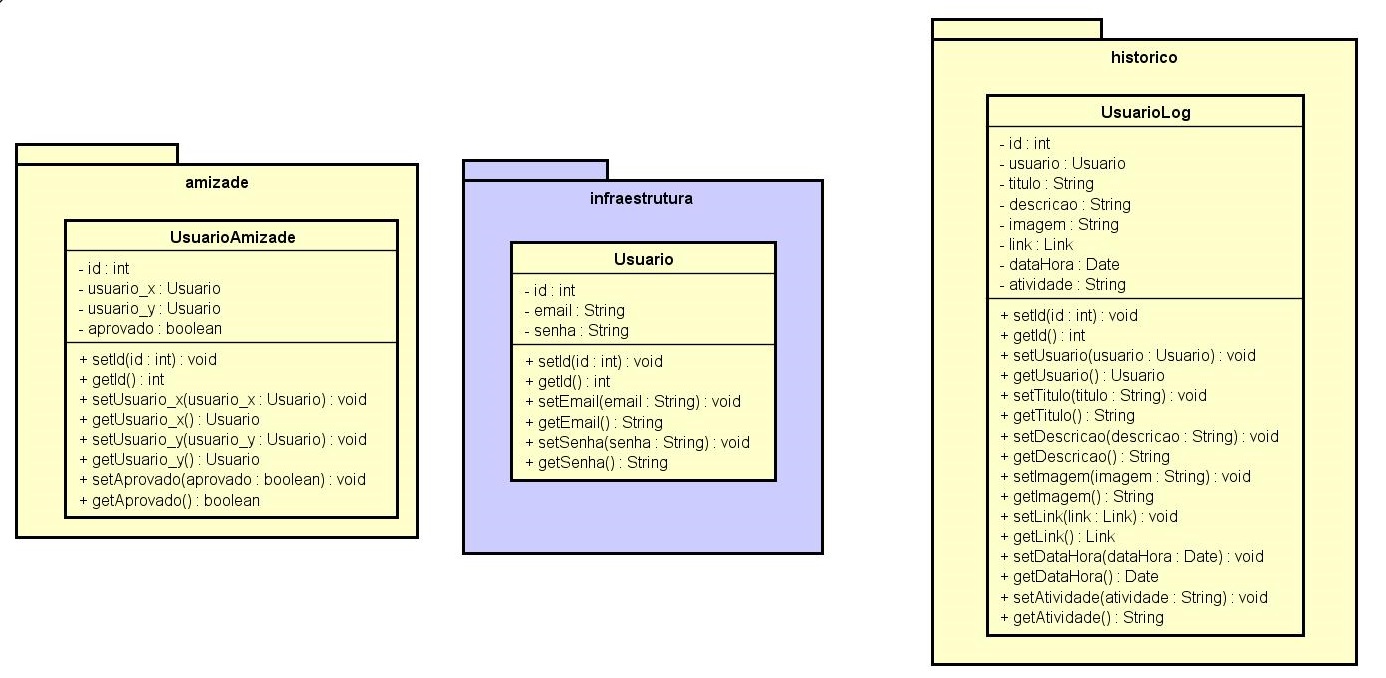 amizade
UsuarioAmizade
- id : int
- usuario_x : Usuario
- usuario_y : Usuario
- aprovado : boolean
+ setId(id : int) : void
+ getId() : int
+ setUsuario_x(usuario_x : Usuario) : void
+ getUsuario_x() : Usuario
+ setUsuario_y(usuario_y : Usuario) : void
+ getUsuario_y() : Usuario
+ setAprovado(aprovado : boolean) : void
+ getAprovado() : boolean
infraestrutura
Usuario
- id : int
- email : String
- senha : String
+ setId(id : int) : void
+ getId() : int
+ setEmail(email : String) : void
+ getEmail() : String
+ setSenha(senha : String) : void
+ getSenha() : String
historico
UsuarioLog
- id : int
- usuario : Usuario
- titulo : String
- descricao : String
- imagem : String
- link : Link
- dataHora : Date
- atividade : String
+ setId(id : int) : void
+ getId() : int
+ setUsuario(usuario : Usuario) : void
+ getUsuario() : Usuario
+ setTitulo(titulo : String) : void
+ getTitulo() : String
+ setDescricao(descricao : String) : void
+ getDescricao() : String
+ setImagem(imagem : String) : void
+ getImagem() : String
+ setLink(link : Link) : void
+ getLink() : Link
+ setDataHora(dataHora : Date) : void
+ getDataHora() : Date
+ setAtividade(atividade : String) : void
+ getAtividade() : String